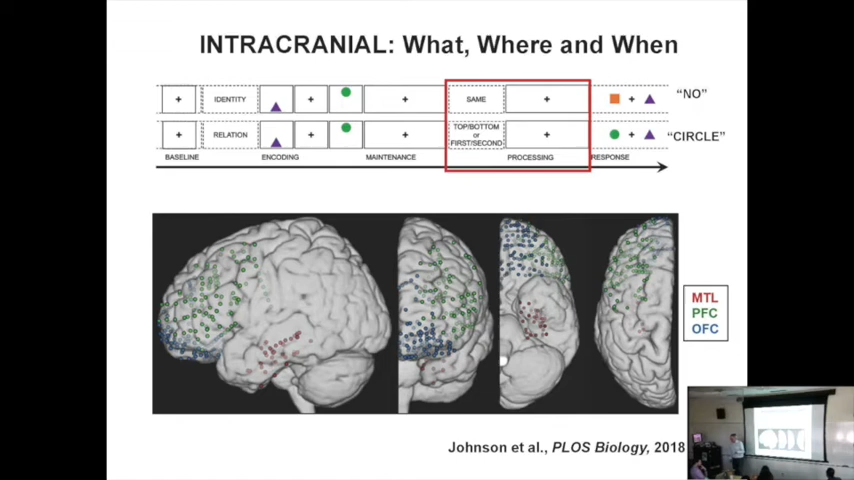 INTRACRANIAL: What, Where and When
+ IDENTITY + + SAME + + "NO"
+ RELATION + + TOP/BOTTOM or FIRST/SECOND + + "CIRCLE"
BASELINE ENCODING MAINTENANCE PROCESSING RESPONSE
MTL
PFC
OFC
Johnson et al., PLOS Biology, 2018